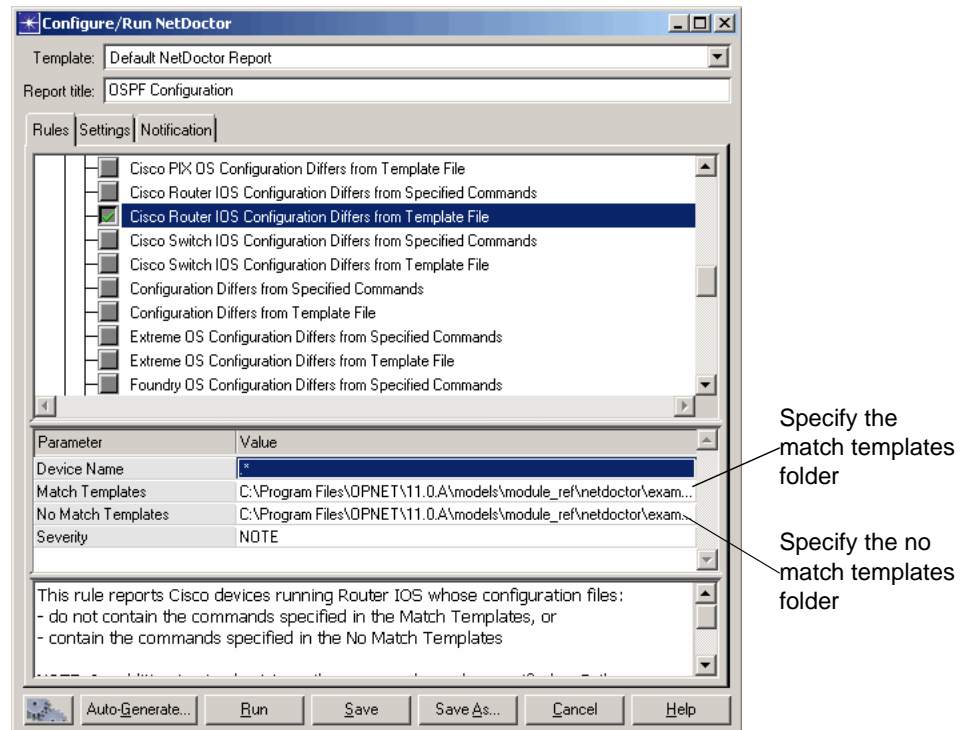 Configure/Run NetDoctor
Template: Default NetDoctor Report
Report title: OSPF Configuration
Rules Settings Notification
Cisco PIX OS Configuration Differs from Template File
Cisco Router IOS Configuration Differs from Specified Commands
Cisco Router IOS Configuration Differs from Template File
Cisco Switch IOS Configuration Differs from Specified Commands
Cisco Switch IOS Configuration Differs from Template File
Configuration Differs from Specified Commands
Configuration Differs from Template File
Extreme OS Configuration Differs from Specified Commands
Extreme OS Configuration Differs from Template File
Foundry OS Configuration Differs from Specified Commands
Parameter Value
Device Name .*
Match Templates C:\Program Files\OPNET\11.0.A\models\module_ref\netdoctor\exam...
No Match Templates C:\Program Files\OPNET\11.0.A\models\module_ref\netdoctor\exam...
Severity NOTE
Specify the
match templates
folder
Specify the no
match templates
folder
This rule reports Cisco devices running Router IOS whose configuration files:
- do not contain the commands specified in the Match Templates, or
- contain the commands specified in the No Match Templates
Auto-Generate... Run Save Save As... Cancel Help